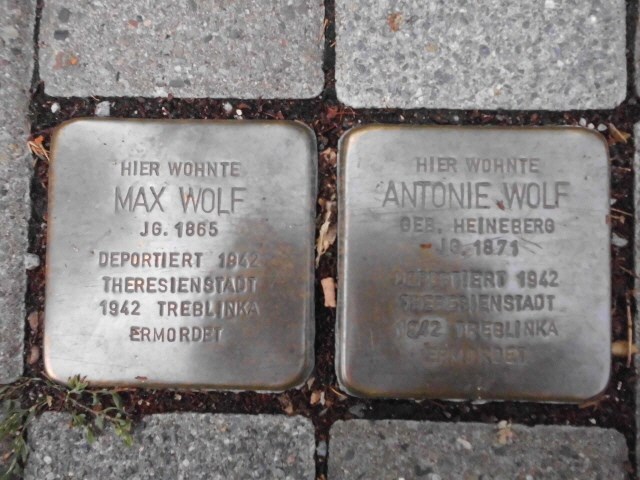 HIER WOHNTE
MAX WOLF
JG. 1865
DEPORTIERT 1942
THERESIENSTADT
1942 TREBLINKA
ERMORDET
HIER WOHNTE
ANTONIE WOLF
GEB. HEINEBERG
JG. 1871
DEPORTIERT 1942
THERESIENSTADT
1942 TREBLINKA
ERMORDET